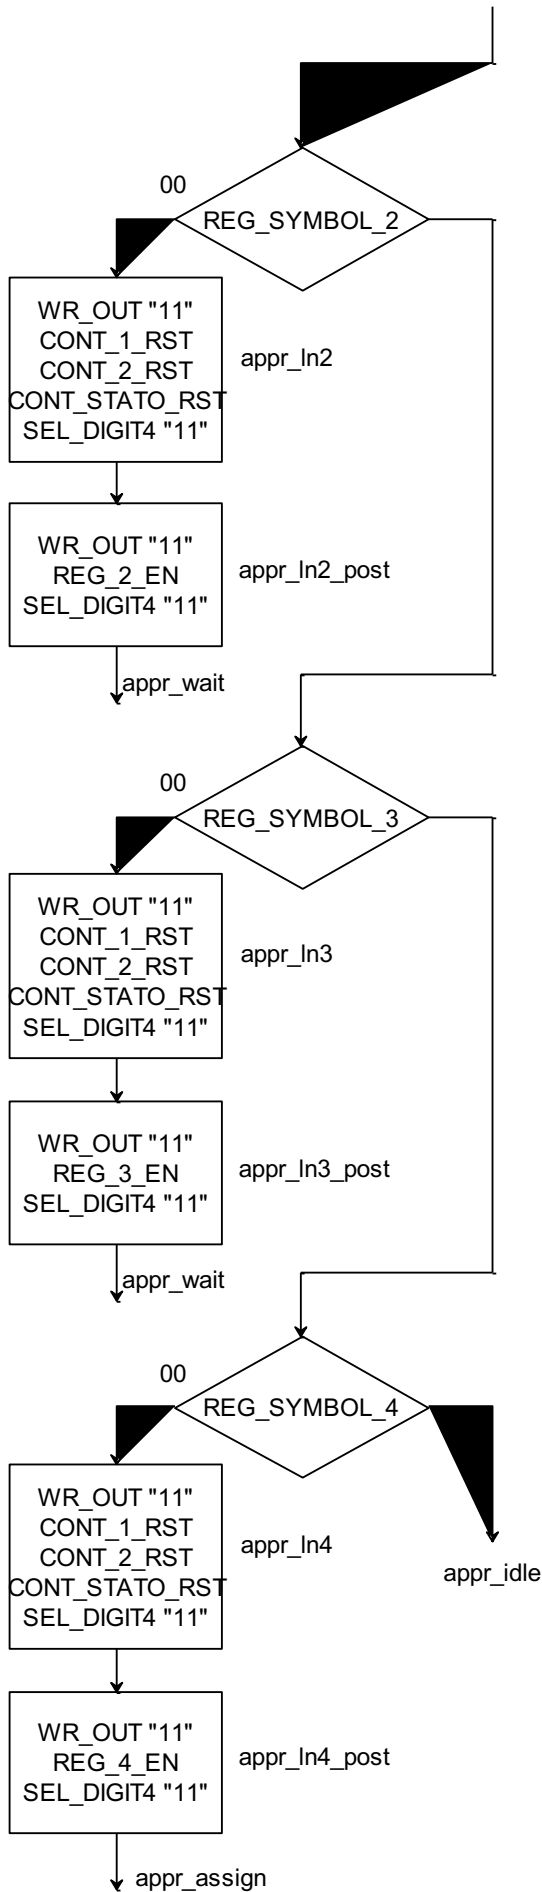 00
REG_SYMBOL_2
WR_OUT "11"
CONT_1_RST
CONT_2_RST
CONT_STATO_RST
SEL_DIGIT4 "11"
appr_ln2
WR_OUT "11"
REG_2_EN
SEL_DIGIT4 "11"
appr_ln2_post
appr_wait
00
REG_SYMBOL_3
WR_OUT "11"
CONT_1_RST
CONT_2_RST
CONT_STATO_RST
SEL_DIGIT4 "11"
appr_ln3
WR_OUT "11"
REG_3_EN
SEL_DIGIT4 "11"
appr_ln3_post
appr_wait
00
REG_SYMBOL_4
WR_OUT "11"
CONT_1_RST
CONT_2_RST
CONT_STATO_RST
SEL_DIGIT4 "11"
appr_ln4
appr_idle
WR_OUT "11"
REG_4_EN
SEL_DIGIT4 "11"
appr_ln4_post
appr_assign